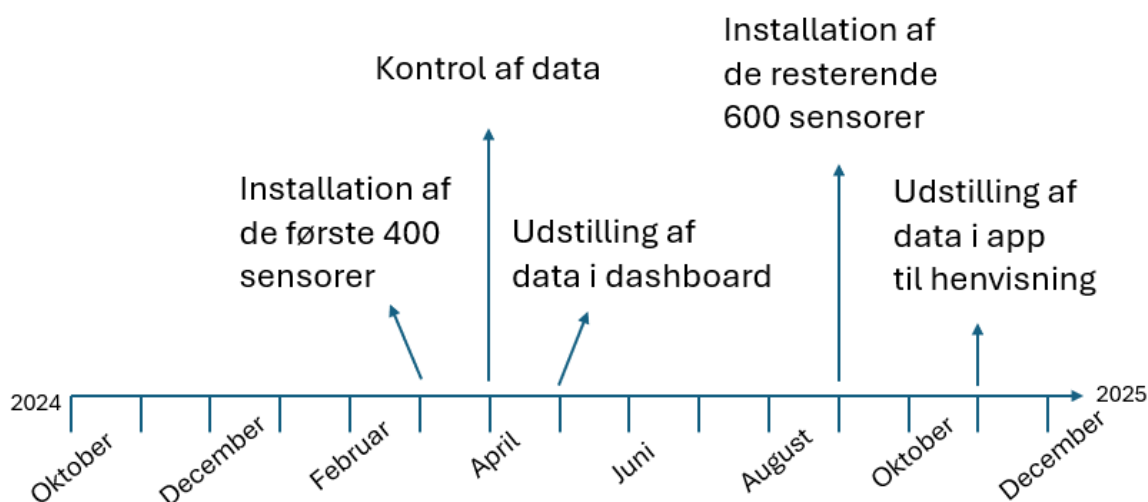 Installation af
de resterende
600 sensorer
Kontrol af data
Installation af
de første 400
sensorer
Udstilling af
data i dashboard
Udstilling af
data i app
til henvisning
2024
2025
Oktober
December
Februar
April
Juni
August
Oktober
December